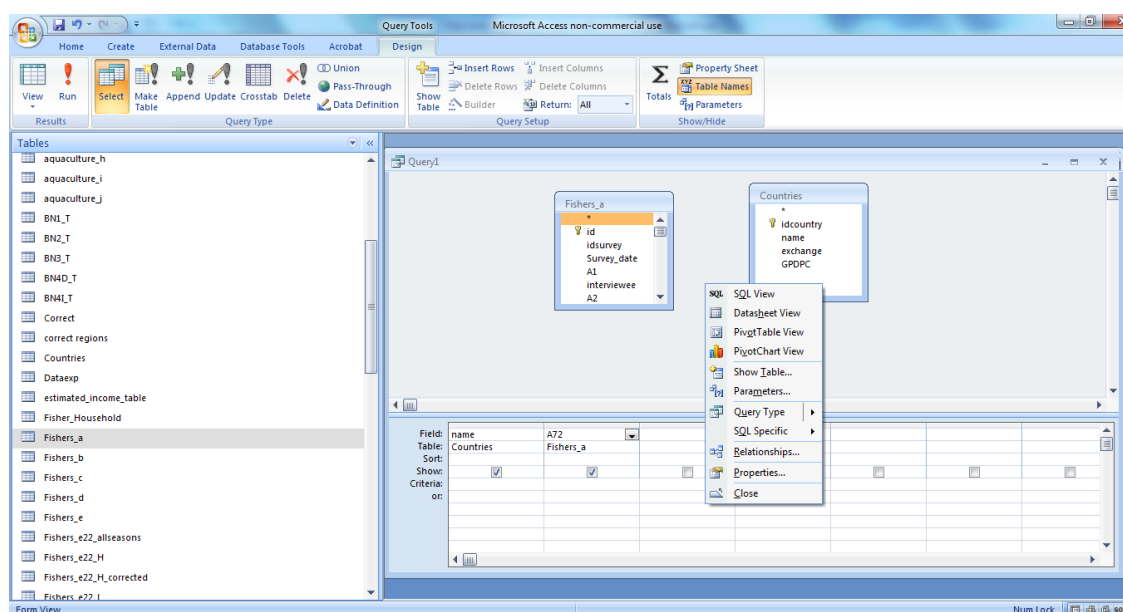 Query Tools
Microsoft Access non-commercial use
Home Create External Data Database Tools Acrobat Design
View
Run
Results
Select
Make Table
Append
Update
Crosstab
Delete
Union
Pass-Through
Data Definition
Query Type
Show Table
Insert Rows
Delete Rows
Builder
Insert Columns
Delete Columns
Return: All
Query Setup
Totals
Property Sheet
XYZ Table Names
Parameters
Show/Hide
Tables
aquaculture_h
aquaculture_i
aquaculture_j
BN1_T
BN2_T
BN3_T
BN4D_T
BN4I_T
Correct
correct regions
Countries
Dataexp
estimated_income_table
Fisher_Household
Fishers_a
Fishers_b
Fishers_c
Fishers_d
Fishers_e
Fishers_e22_allseasons
Fishers_e22_H
Fishers_e22_H_corrected
Fishers_e22_L
Query1
Fishers_a
*
id
idsurvey
Survey_date
A1
interviewee
A2
Countries
*
idcountry
name
exchange
GPDPC
SQL SQL View
Datasheet View
PivotTable View
PivotChart View
Show Table...
Parameters...
Query Type
SQL Specific
Relationships...
Properties...
Close
Field: name A72
Table: Countries Fishers_a
Sort:
Show:
Criteria:
or:
Form View
Num Lock